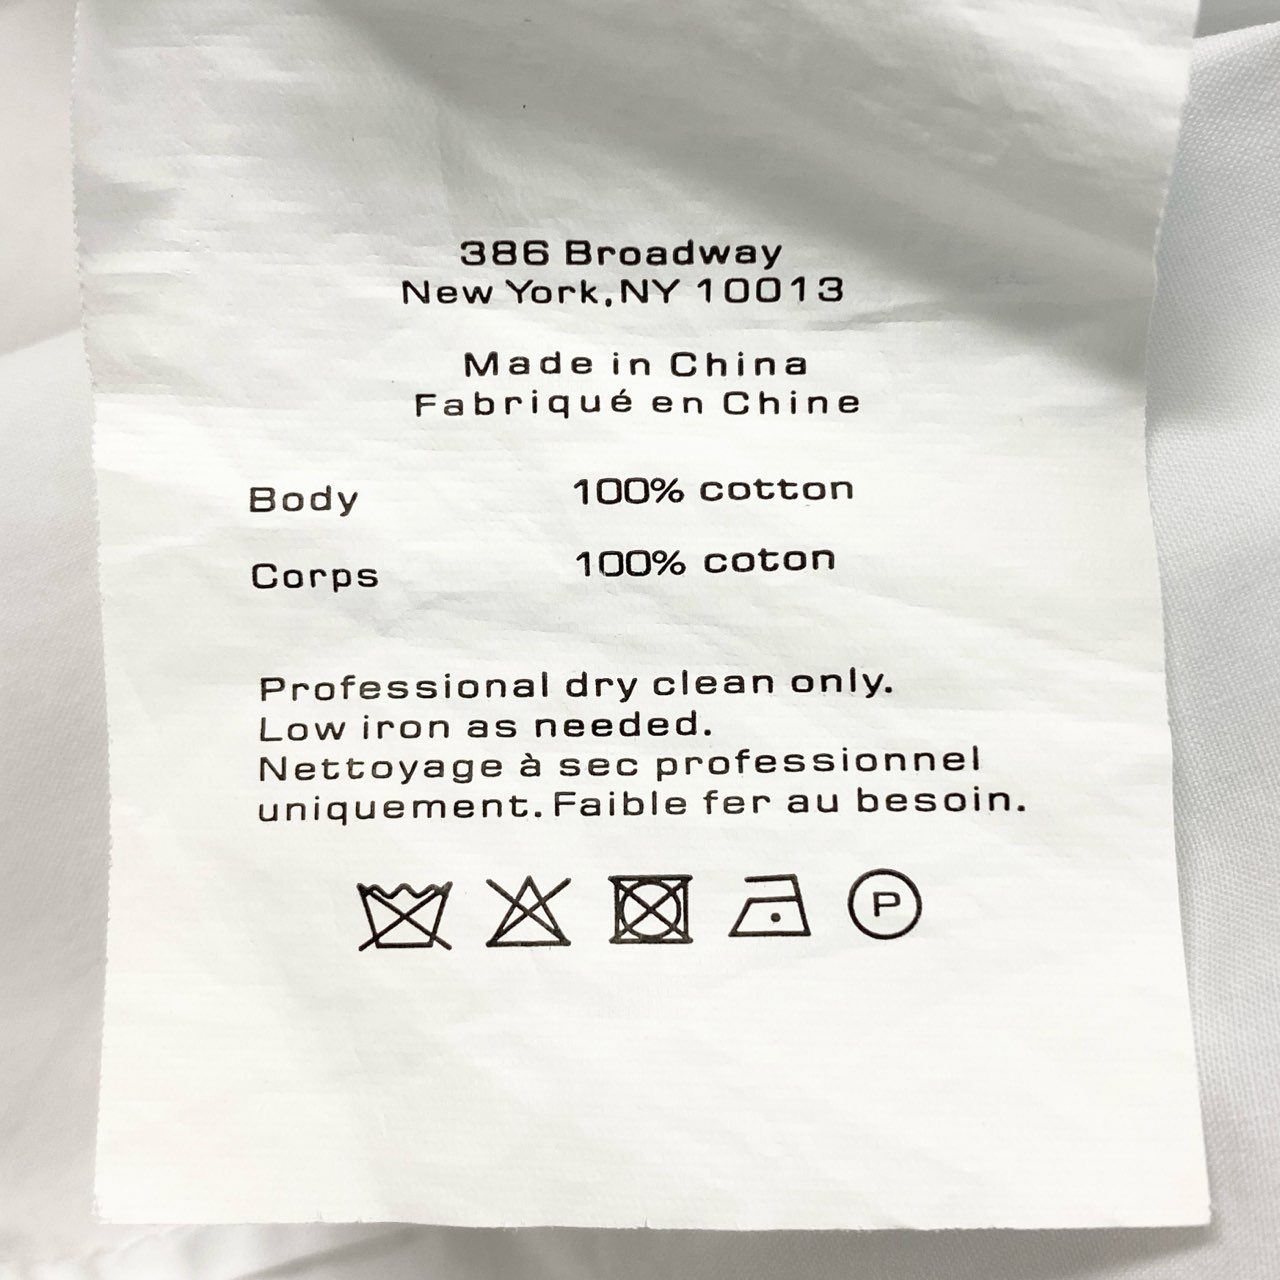 386 Broadway
New York, NY 10013
Made in China
Fabriqué en Chine
Body 100% cotton
Corps 100% coton
Professional dry clean only.
Low iron as needed.
Nettoyage à sec professionnel
uniquement. Faible fer au besoin.
P